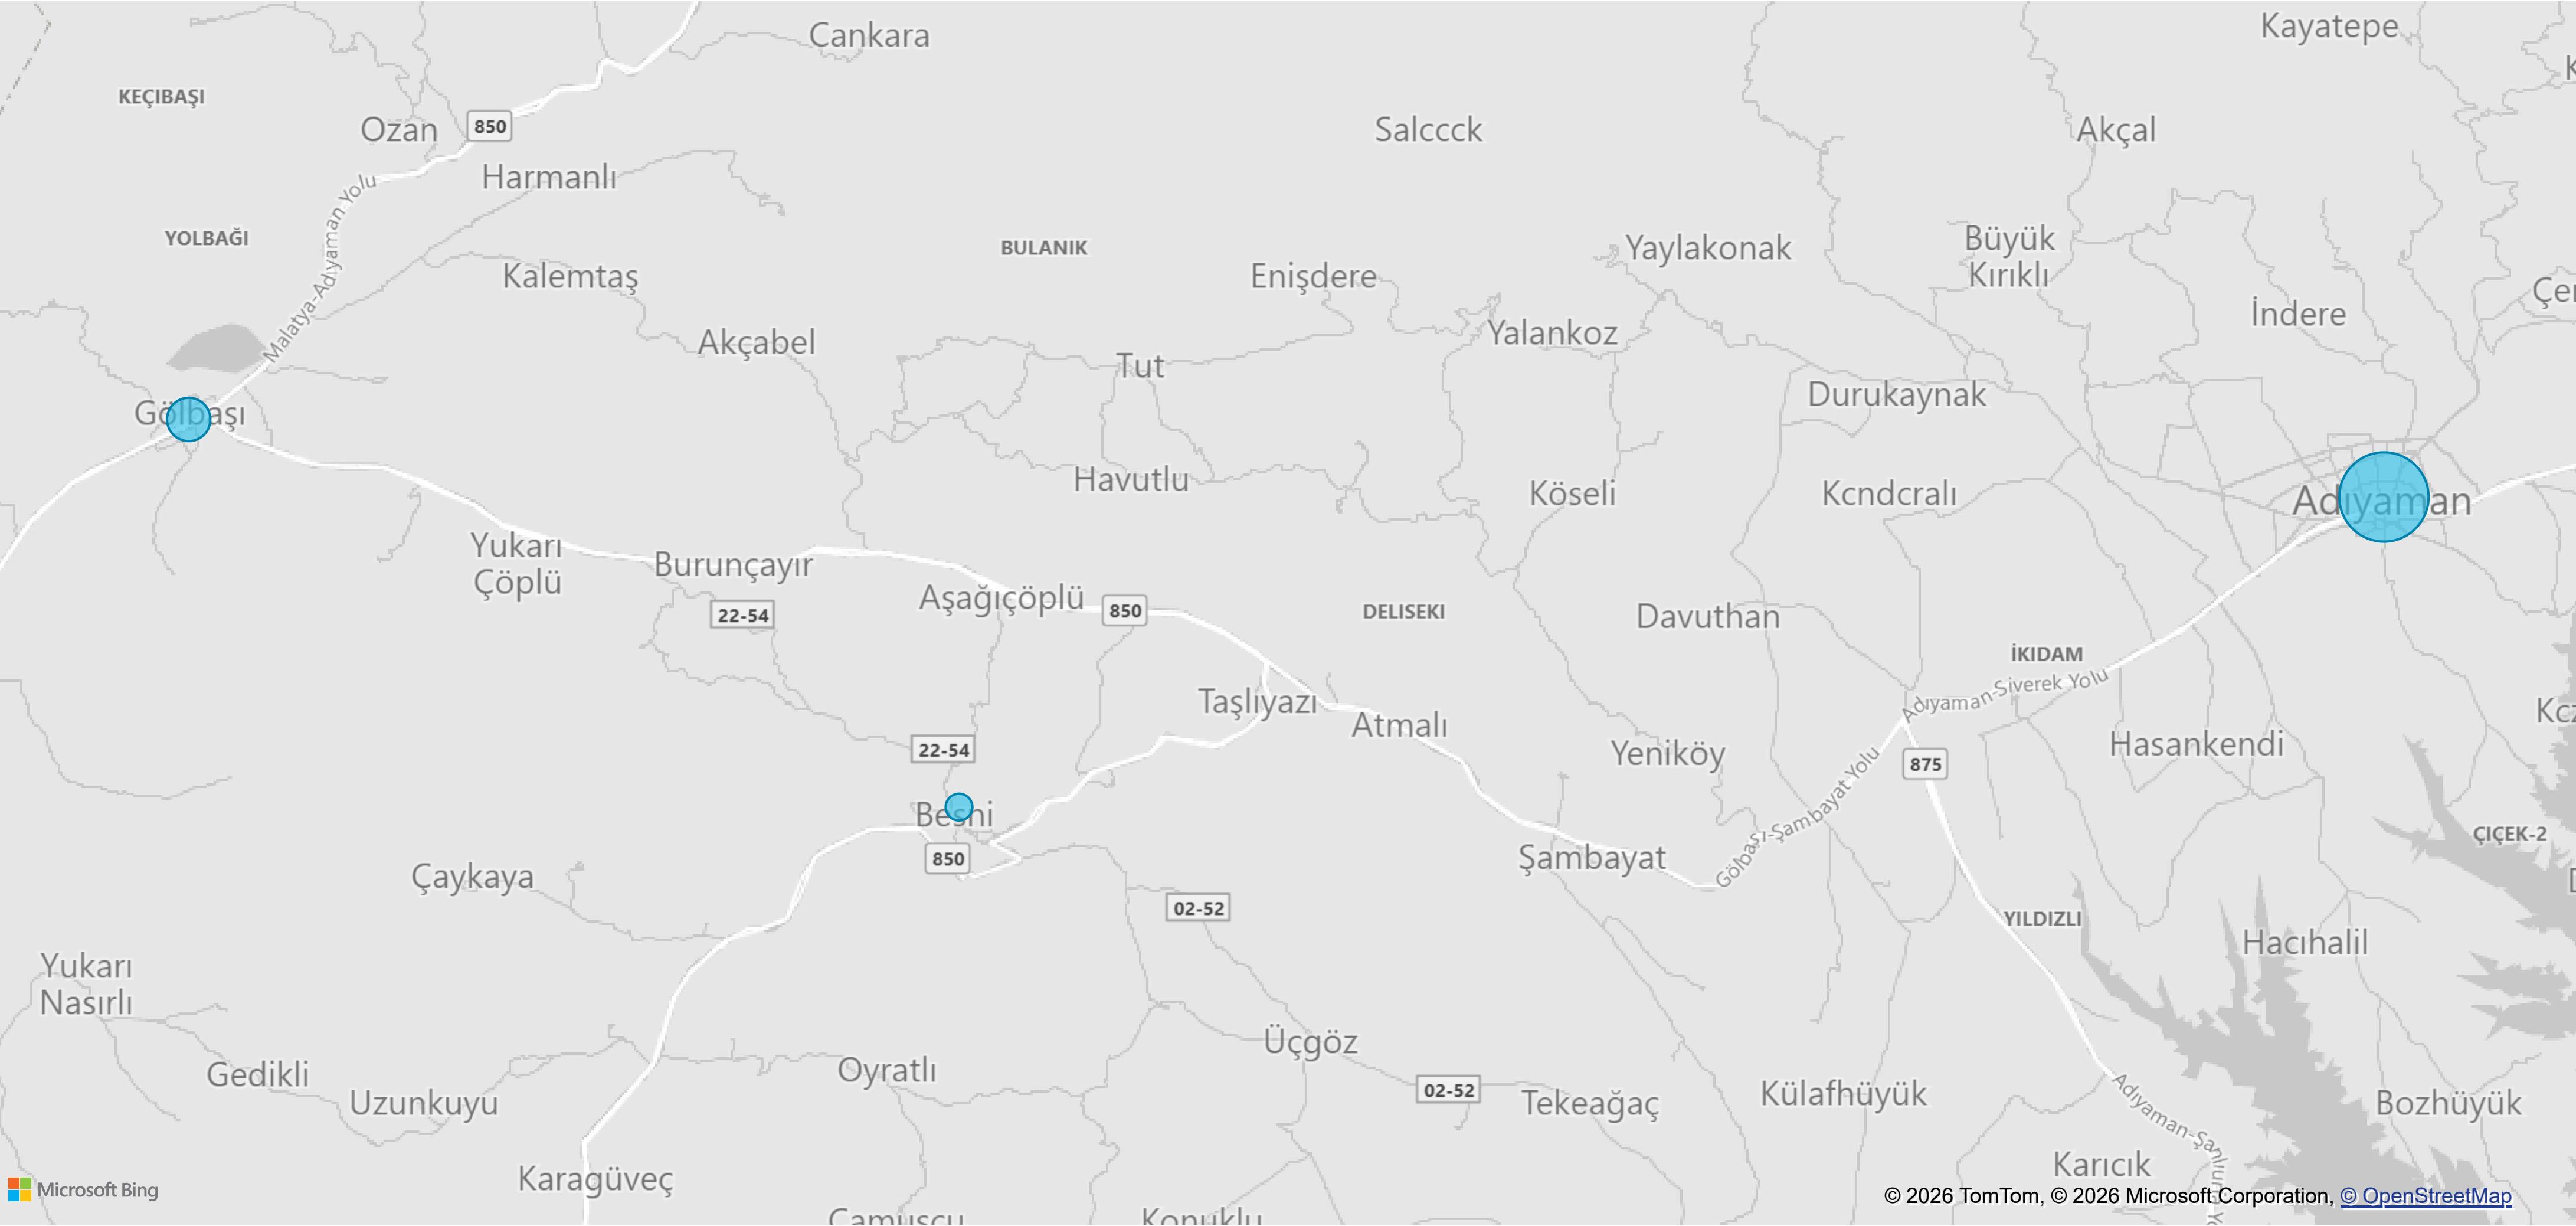 Cankara
Kayatepe
KEÇIBAŞI
Ozan
850
Salcccck
Akçal
Harmanlı
Malatya-Adıyaman Yolu
YOLBAĞI
BULANIK
Yaylakonak
Büyük
Kırıklı
Kalemtaş
Enişdere
İndere
Akçabel
Yalankoz
Tut
Durukaynak
Gölbaşı
Havutlu
Köseli
Kcndcralı
Adıyaman
Yukarı
Çöplü
Burunçayır
Aşağıçöplü
22-54
850
DELISEKI
Davuthan
İKIDAM
Adıyaman-Siverek Yolu
Taşlıyazı
Atmalı
22-54
Yeniköy
Gölbaşı-Şambayat Yolu
875
Hasankendi
Besni
850
Şambayat
ÇIÇEK-2
Çaykaya
02-52
YILDIZLI
Hacıhalil
Yukarı
Nasırlı
Üçgöz
Gedikli
Oyratlı
Uzunkuyu
02-52
Tekeağaç
Külafhüyük
Bozhüyük
Karıcık
Karagüveç
Microsoft Bing
© 2026 TomTom, © 2026 Microsoft Corporation, © OpenStreetMap